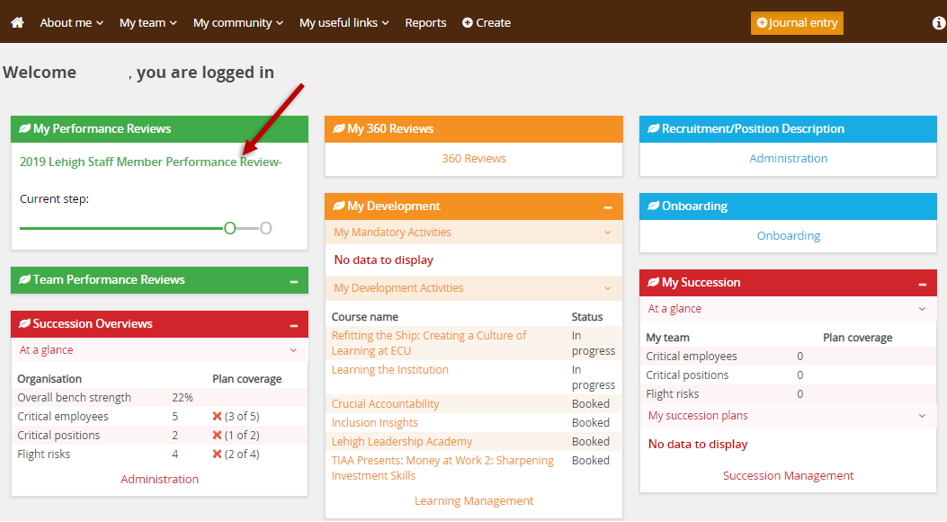 About me My team My community My useful links Reports Create Journal entry
Welcome , you are logged in
My Performance Reviews
2019 Lehigh Staff Member Performance Review-
Current step:
Team Performance Reviews
Succession Overviews
At a glance
Organisation Plan coverage
Overall bench strength 22%
Critical employees 5 (3 of 5)
Critical positions 2 (1 of 2)
Flight risks 4 (2 of 4)
Administration
My 360 Reviews
360 Reviews
My Development
My Mandatory Activities
No data to display
My Development Activities
Course name Status
Refitting the Ship: Creating a Culture of In
Learning at ECU progress
Learning the Institution In
progress
Crucial Accountability Booked
Inclusion Insights Booked
Lehigh Leadership Academy Booked
TIAA Presents: Money at Work 2: Sharpening Booked
Investment Skills
Learning Management
Recruitment/Position Description
Administration
Onboarding
Onboarding
My Succession
At a glance
My team Plan coverage
Critical employees 0
Critical positions 0
Flight risks 0
My succession plans
No data to display
Succession Management